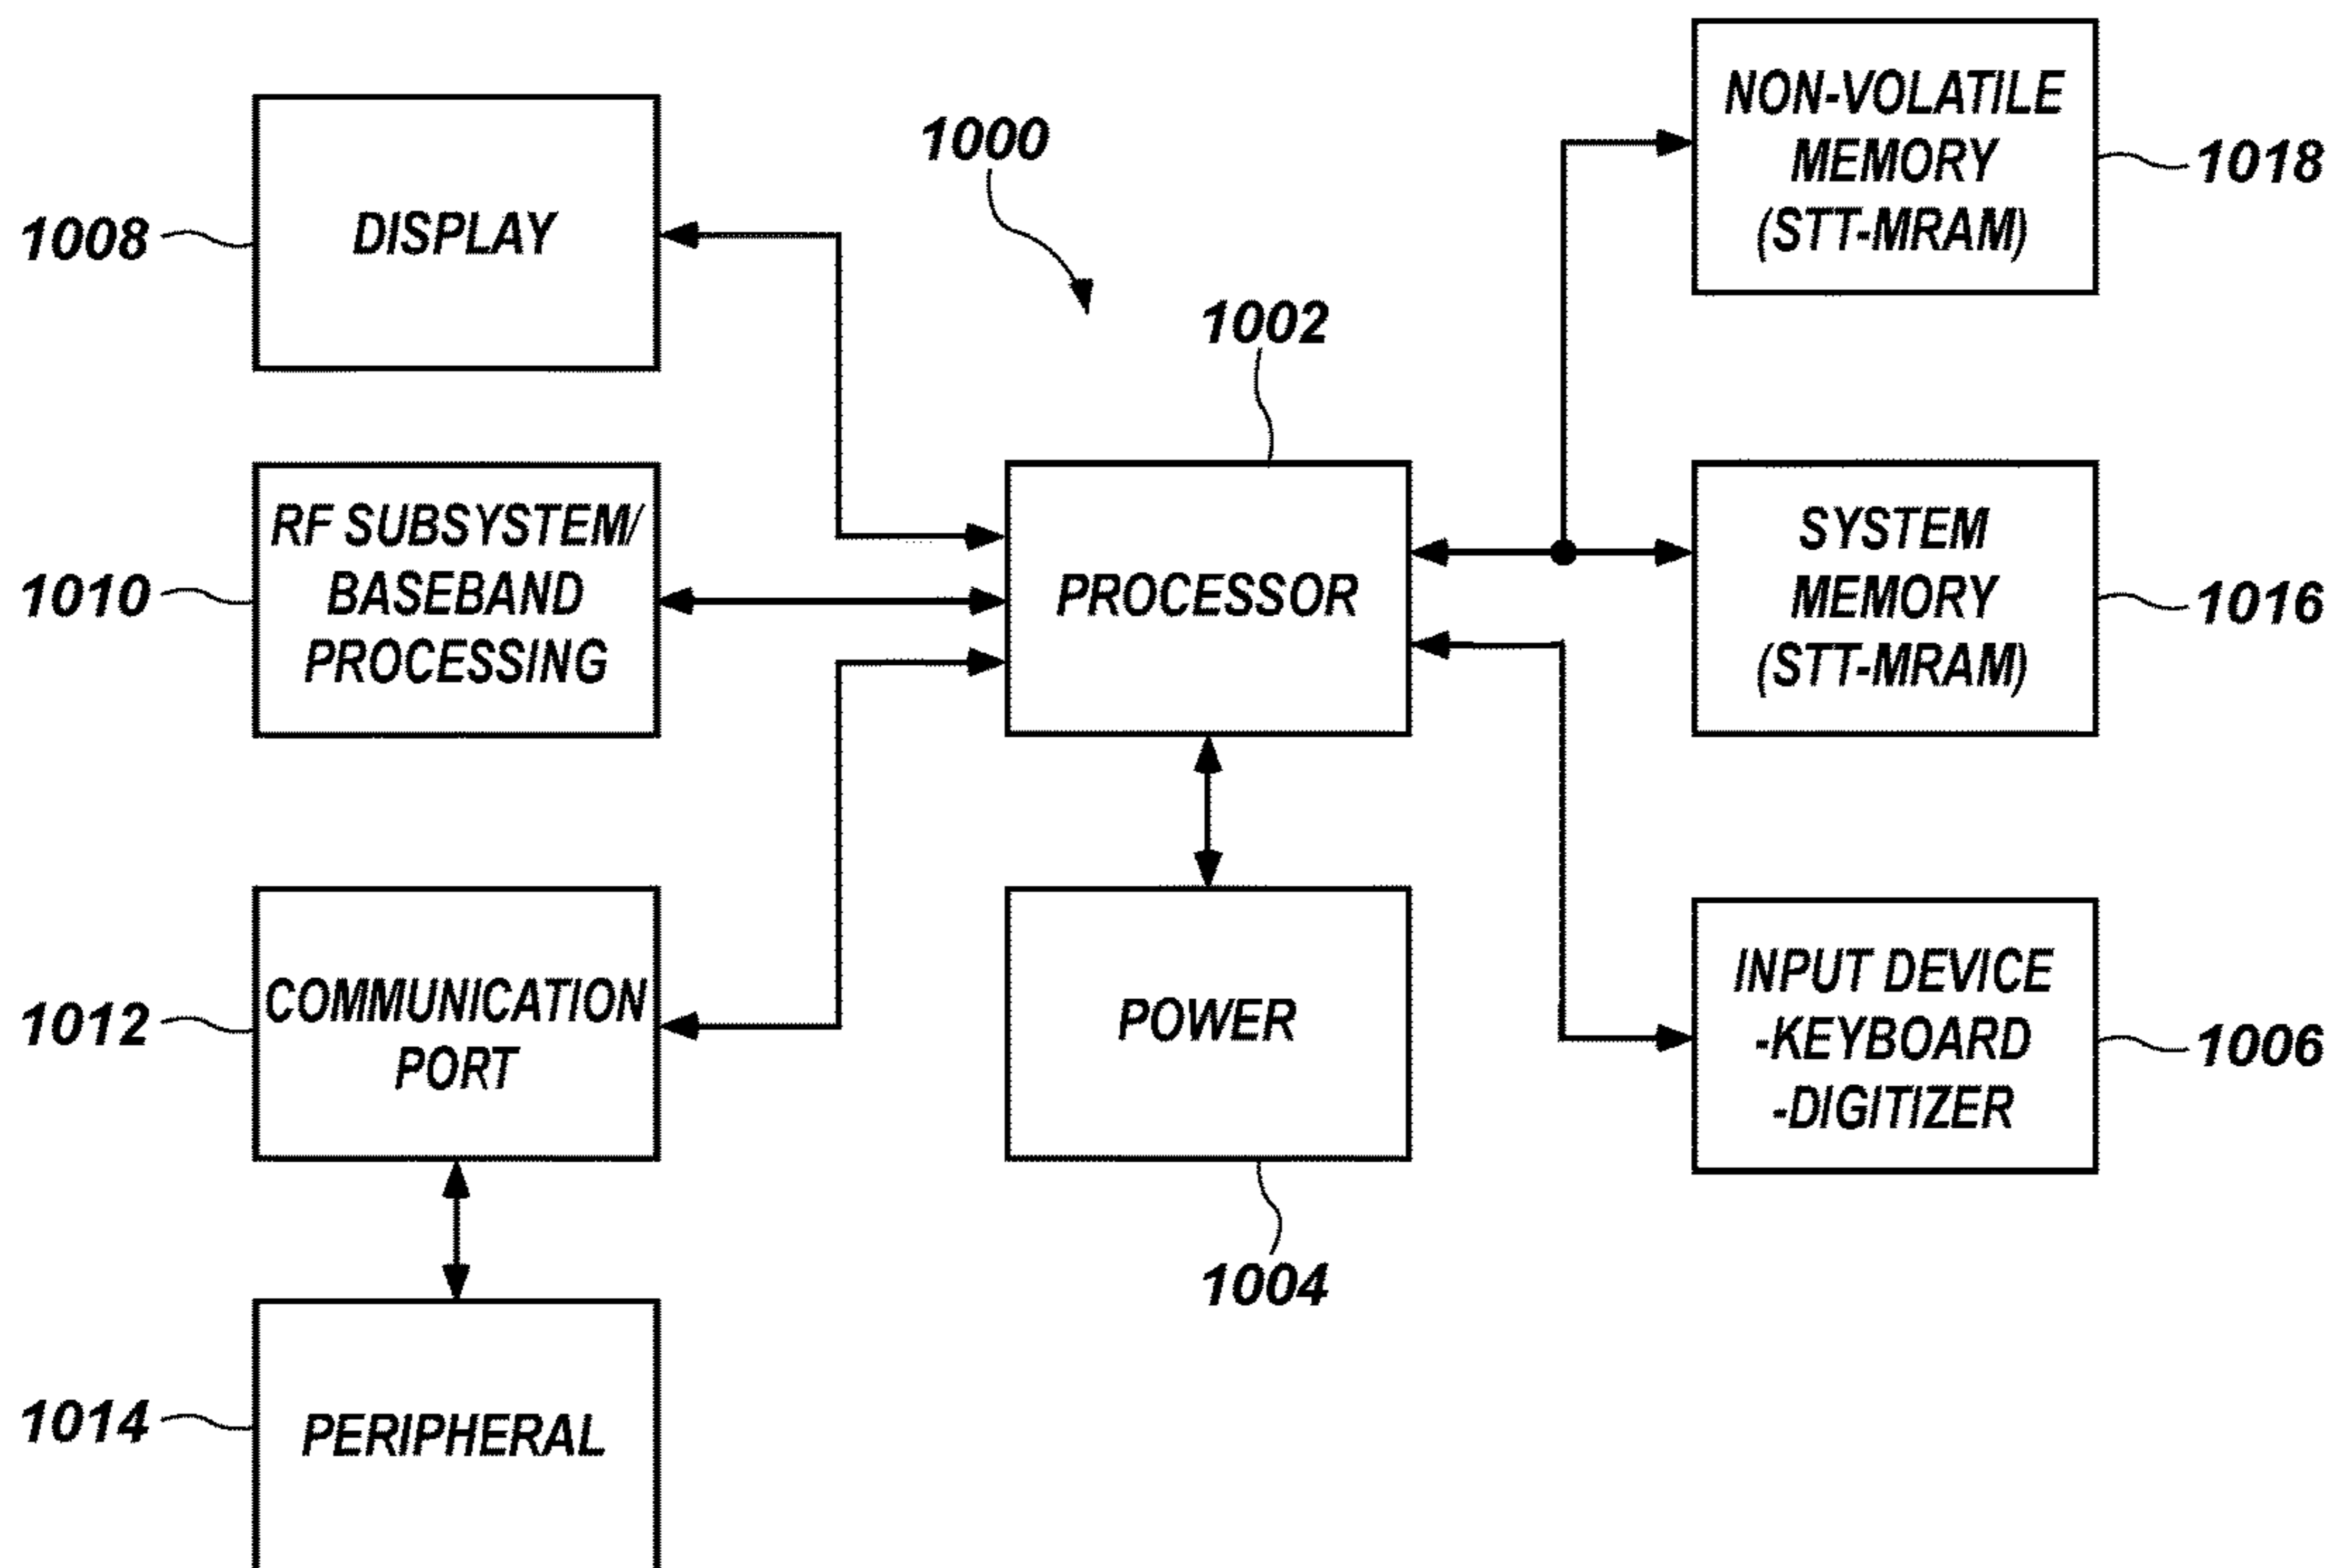 1000
1008
DISPLAY
1010
RF SUBSYSTEM/
BASEBAND
PROCESSING
1012
COMMUNICATION
PORT
1014
PERIPHERAL
1002
PROCESSOR
POWER
1004
NON-VOLATILE
MEMORY
(STT-MRAM)
1018
SYSTEM
MEMORY
(STT-MRAM)
1016
INPUT DEVICE
-KEYBOARD
-DIGITIZER
1006